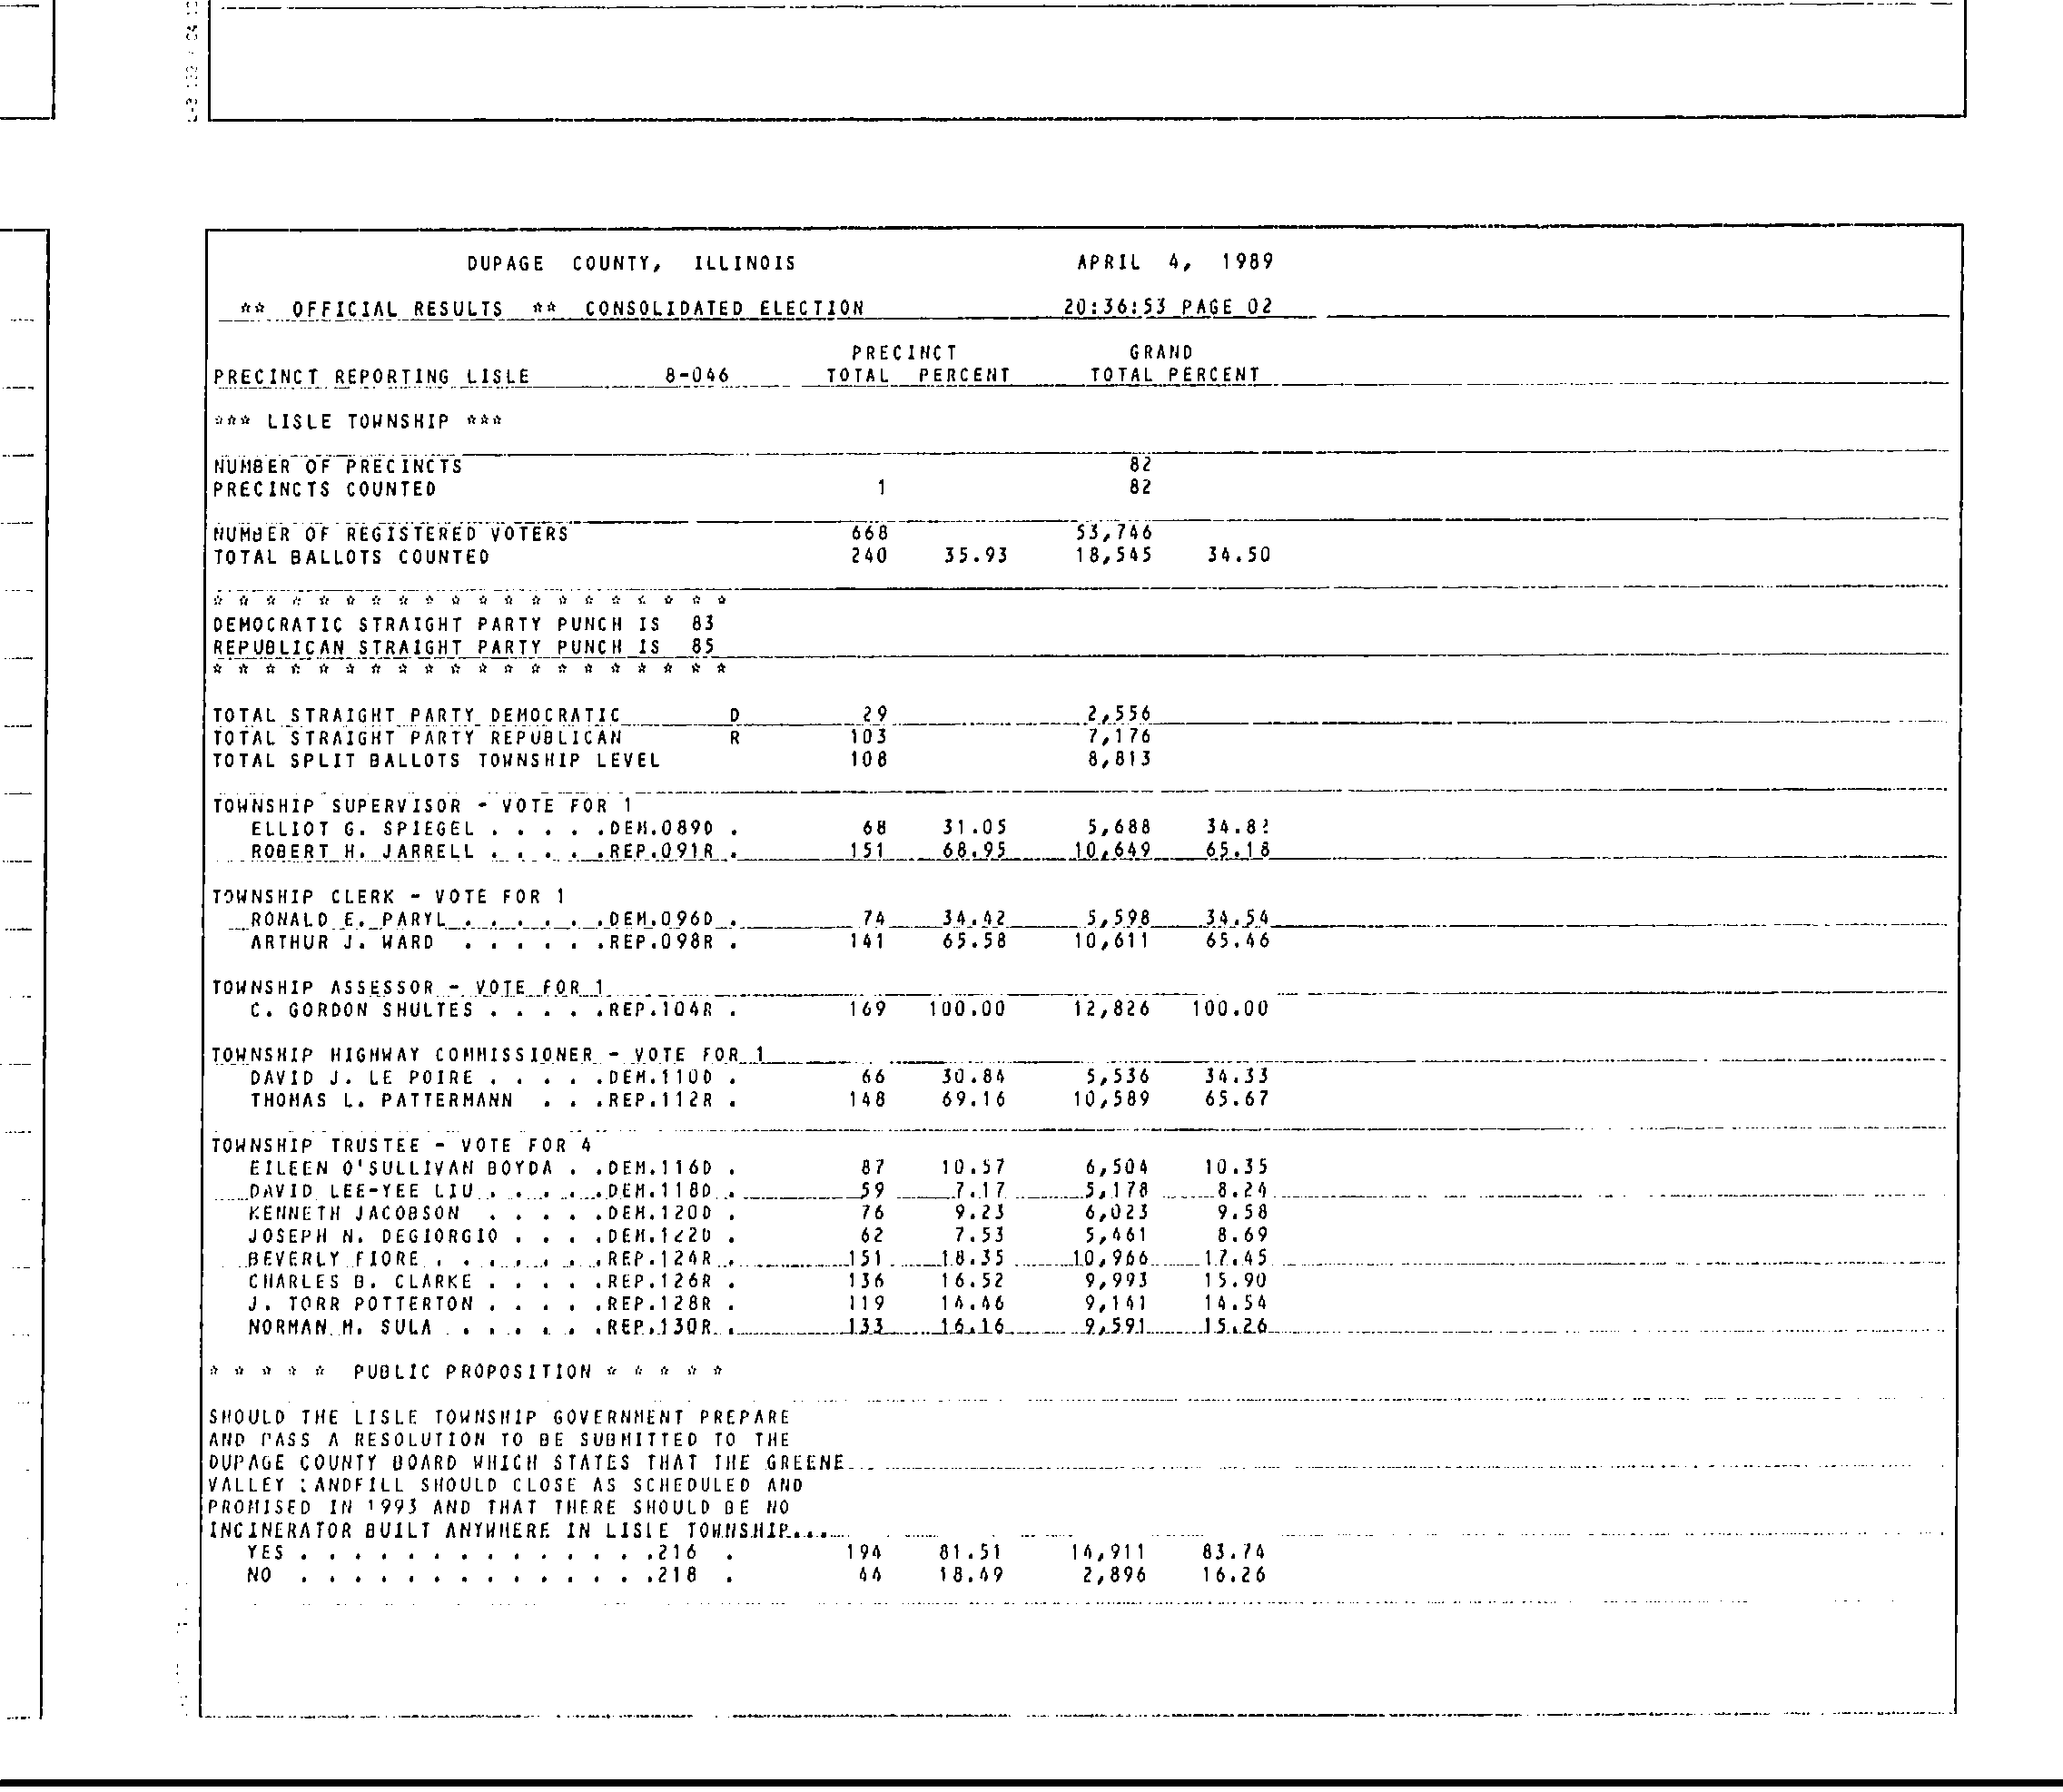 DUPAGE COUNTY, ILLINOIS APRIL 4, 1989
** OFFICIAL RESULTS ** CONSOLIDATED ELECTION 20:36:53 PAGE 02
PRECINCT GRAND
PRECINCT REPORTING LISLE 8-046 TOTAL PERCENT TOTAL PERCENT
*** LISLE TOWNSHIP ***
NUMBER OF PRECINCTS 82
PRECINCTS COUNTED 1 82
NUMBER OF REGISTERED VOTERS 668 53,746
TOTAL BALLOTS COUNTED 240 35.93 18,545 34.50
* * * * * * * * * * * * * * * * * * * *
DEMOCRATIC STRAIGHT PARTY PUNCH IS 83
REPUBLICAN STRAIGHT PARTY PUNCH IS 85
* * * * * * * * * * * * * * * * * * * *
TOTAL STRAIGHT PARTY DEMOCRATIC D 29 2,556
TOTAL STRAIGHT PARTY REPUBLICAN R 103 7,176
TOTAL SPLIT BALLOTS TOWNSHIP LEVEL 108 8,813
TOWNSHIP SUPERVISOR - VOTE FOR 1
ELLIOT G. SPIEGEL . . . . .DEM.089D . 68 31.05 5,688 34.82
ROBERT H. JARRELL . . . . .REP.091R . 151 68.95 10,649 65.18
TOWNSHIP CLERK - VOTE FOR 1
RONALD E. PARYL . . . . . .DEM.096D . 74 34.42 5,598 34.54
ARTHUR J. WARD . . . . . .REP.098R . 141 65.58 10,611 65.46
TOWNSHIP ASSESSOR - VOTE FOR 1
C. GORDON SHULTES . . . . .REP.104R . 169 100.00 12,826 100.00
TOWNSHIP HIGHWAY COMMISSIONER - VOTE FOR 1
DAVID J. LE POIRE . . . . .DEM.110D . 66 30.84 5,536 34.33
THOMAS L. PATTERMANN . . .REP.112R . 148 69.16 10,589 65.67
TOWNSHIP TRUSTEE - VOTE FOR 4
EILEEN O'SULLIVAN BOYDA . .DEM.116D . 87 10.57 6,504 10.35
DAVID LEE-YEE LIU . . . . .DEM.118D . 59 7.17 5,178 8.24
KENNETH JACOBSON . . . . .DEM.120D . 76 9.23 6,023 9.58
JOSEPH N. DEGIORGIO . . . .DEM.122D . 62 7.53 5,461 8.69
BEVERLY FIORE . . . . . . .REP.124R . 151 18.35 10,966 17.45
CHARLES B. CLARKE . . . . .REP.126R . 136 16.52 9,993 15.90
J. TORR POTTERTON . . . . .REP.128R . 119 14.46 9,141 14.54
NORMAN M. SULA . . . . . .REP.130R . 133 16.16 9,591 15.26
* * * * * PUBLIC PROPOSITION * * * * *
SHOULD THE LISLE TOWNSHIP GOVERNMENT PREPARE
AND PASS A RESOLUTION TO BE SUBMITTED TO THE
DUPAGE COUNTY BOARD WHICH STATES THAT THE GREENE
VALLEY LANDFILL SHOULD CLOSE AS SCHEDULED AND
PROMISED IN 1993 AND THAT THERE SHOULD BE NO
INCINERATOR BUILT ANYWHERE IN LISLE TOWNSHIP...
YES . . . . . . . . . . . . . .216 . 194 81.51 14,911 83.74
NO . . . . . . . . . . . . . .218 . 44 18.49 2,896 16.26